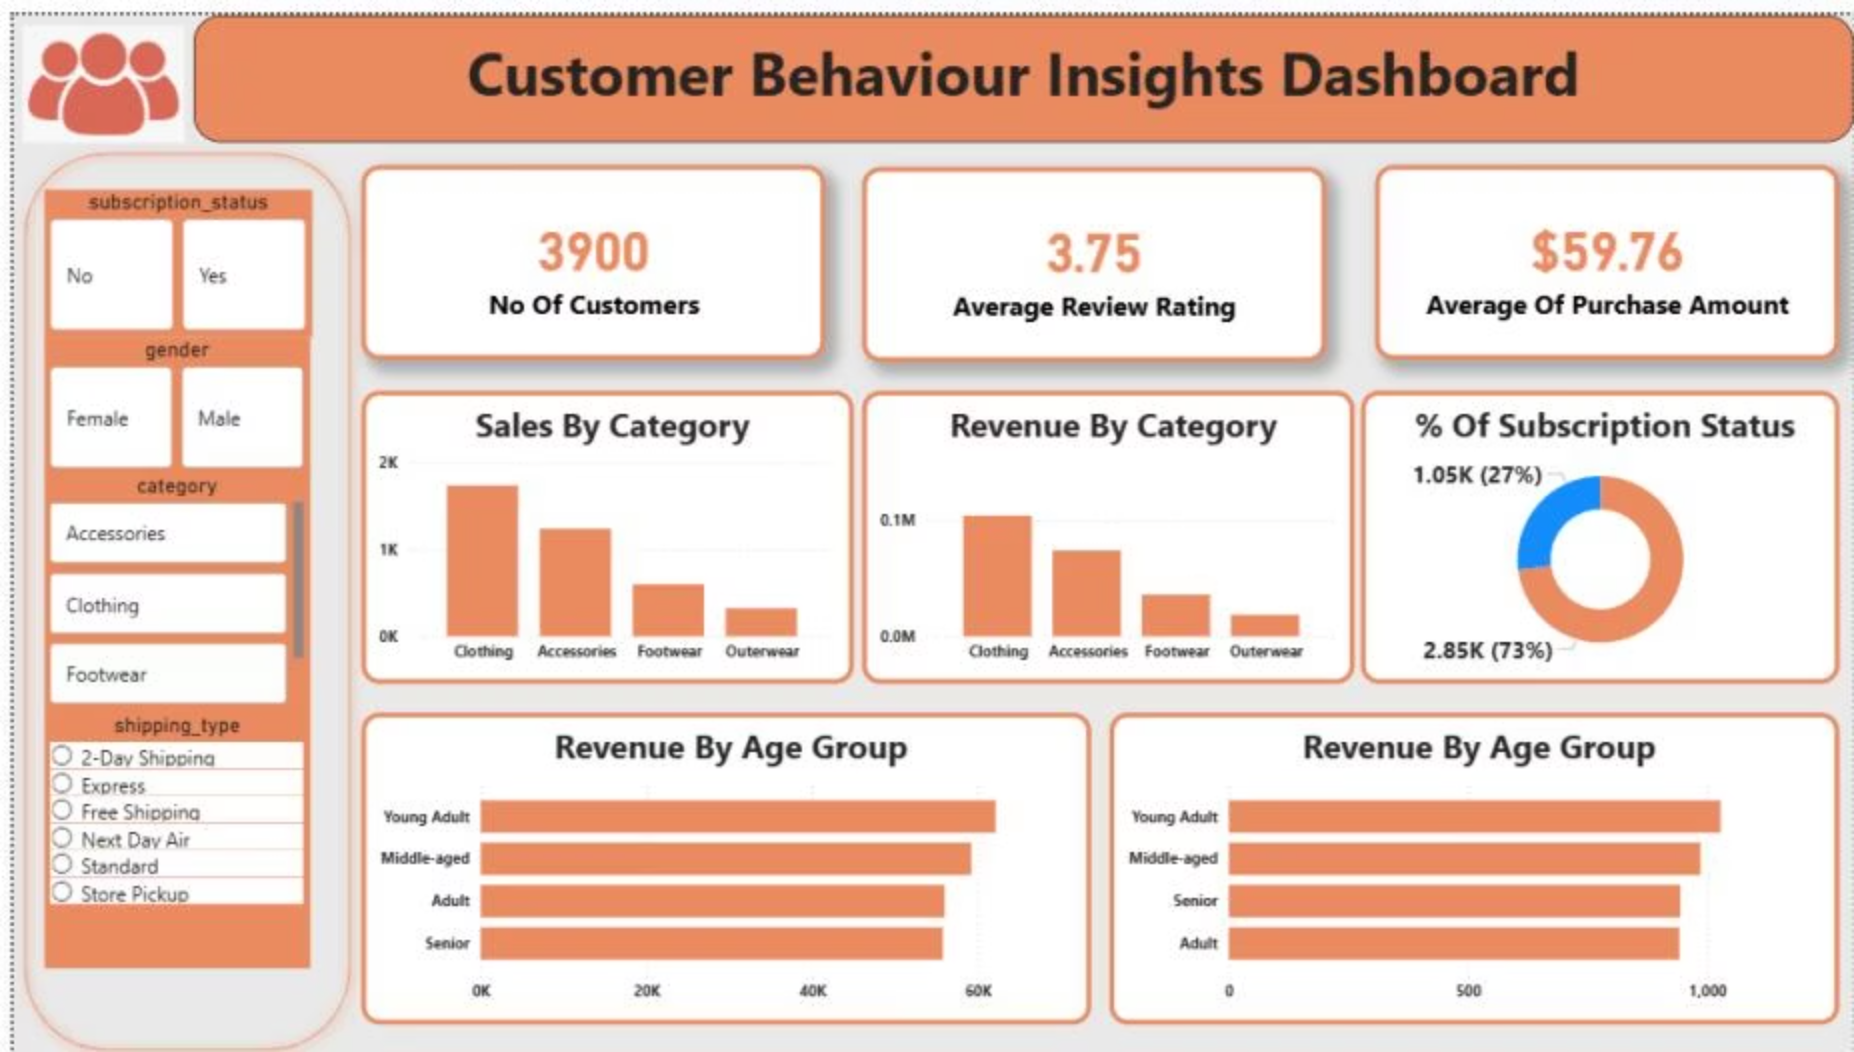 Customer Behaviour Insights Dashboard
subscription_status
No
Yes
gender
Female
Male
category
Accessories
Clothing
Footwear
shipping_type
2-Day Shipping
Express
Free Shipping
Next Day Air
Standard
Store Pickup
3900
No Of Customers
3.75
Average Review Rating
$59.76
Average Of Purchase Amount
Sales By Category
2K
1K
0K
Clothing
Accessories
Footwear
Outerwear
Revenue By Category
0.1M
0.0M
Clothing
Accessories
Footwear
Outerwear
% Of Subscription Status
1.05K (27%)
2.85K (73%)
Revenue By Age Group
Young Adult
Middle-aged
Adult
Senior
0K
20K
40K
60K
Revenue By Age Group
Young Adult
Middle-aged
Senior
Adult
0
500
1,000